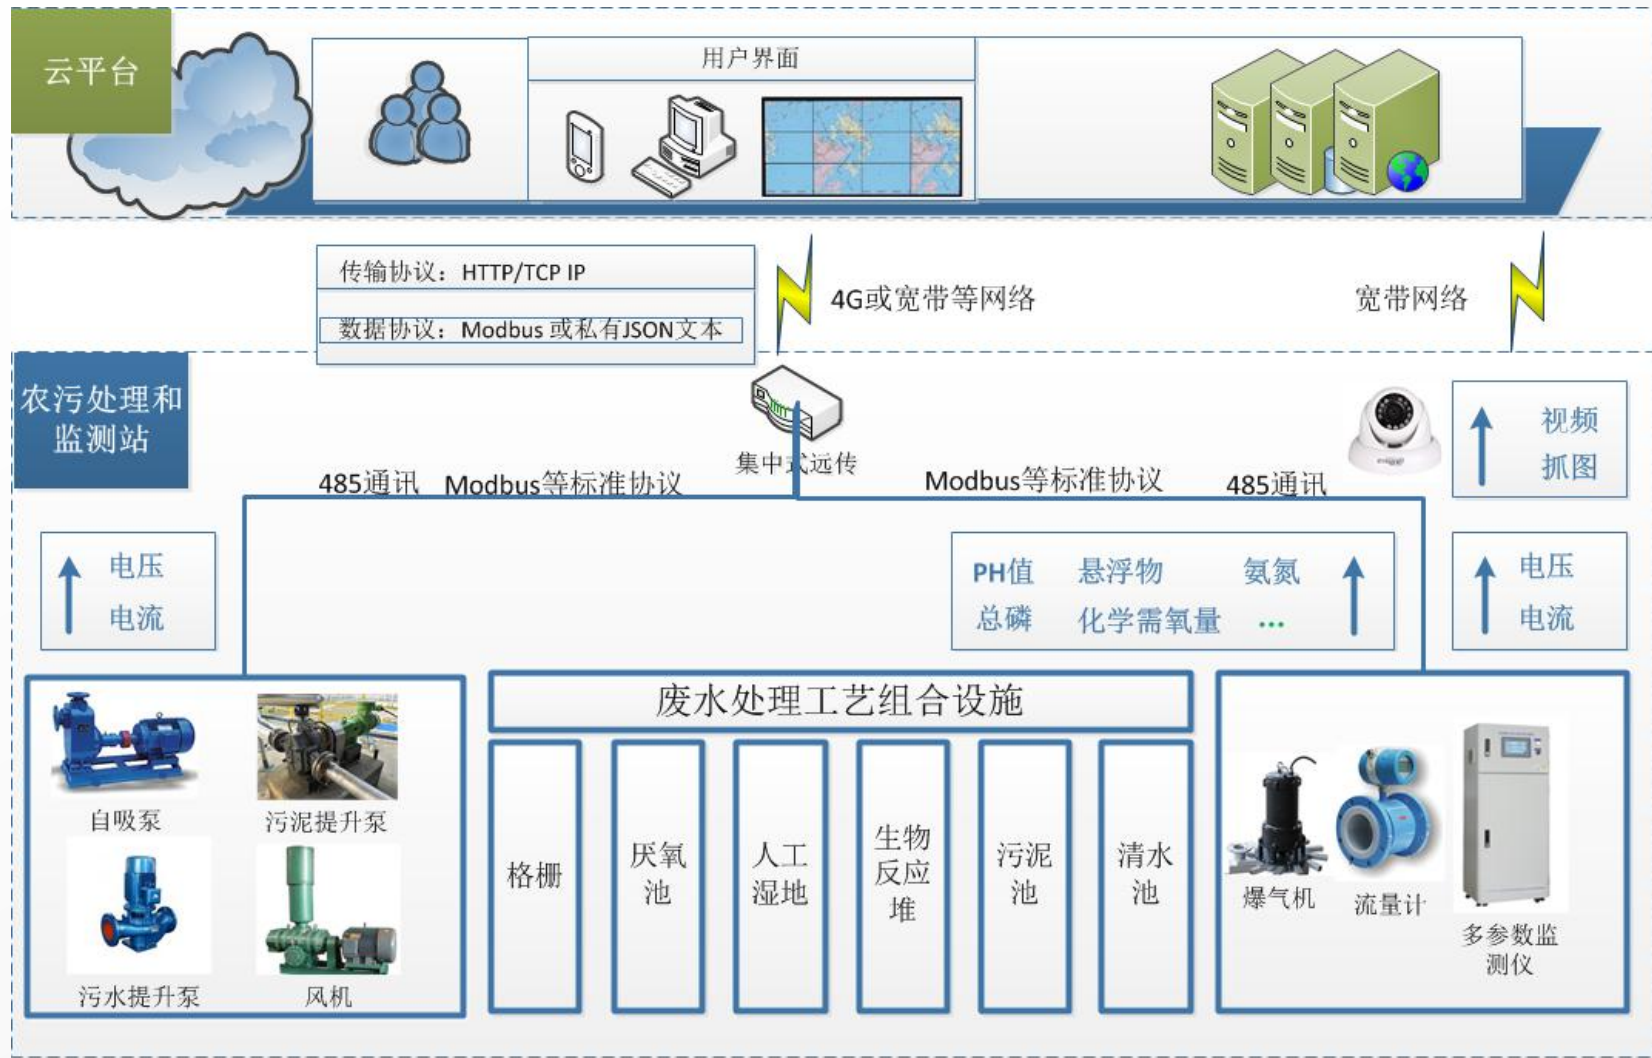 云平台
用户界面
传输协议：HTTP/TCP IP
数据协议：Modbus 或私有JSON文本
4G或宽带等网络
宽带网络
农污处理和
监测站
集中式远传
视频
抓图
485通讯
Modbus等标准协议
Modbus等标准协议
485通讯
电压
电流
PH值
悬浮物
氨氮
总磷
化学需氧量
...
电压
电流
废水处理工艺组合设施
自吸泵
污泥提升泵
污水提升泵
风机
格栅
厌氧
池
人工
湿地
生物
反应
堆
污泥
池
清水
池
爆气机
流量计
多参数监
测仪